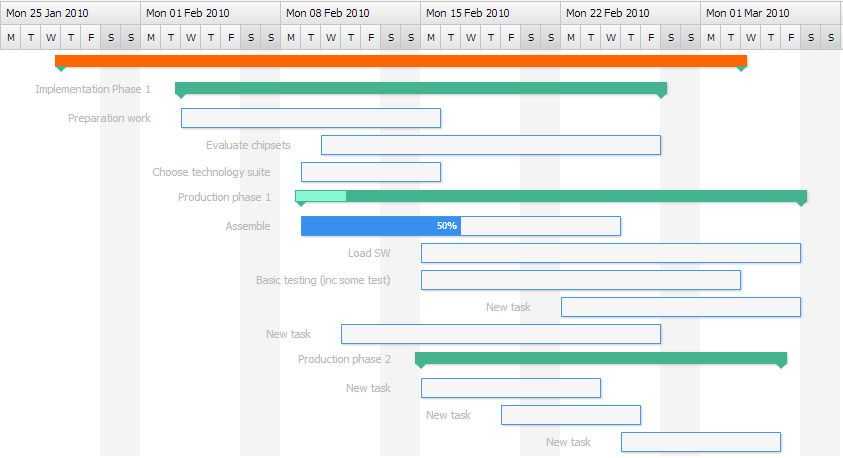 Mon 25 Jan 2010 Mon 01 Feb 2010 Mon 08 Feb 2010 Mon 15 Feb 2010 Mon 22 Feb 2010 Mon 01 Mar 2010
M T W T F S S M T W T F S S M T W T F S S M T W T F S S M T W T F S S M T W T F S S
Implementation Phase 1
Preparation work
Evaluate chipsets
Choose technology suite
Production phase 1
Assemble 50%
Load SW
Basic testing (inc some test)
New task
New task
Production phase 2
New task
New task
New task